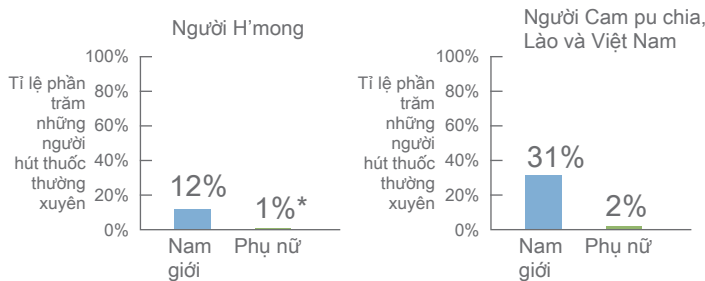 Người H’mong
100%
80%
60%
40%
20%
0%
Tỉ lệ phần
trăm
những
người
hút thuốc
thường
xuyên
12%
1%*
Nam
giới
Phụ nữ
Người Cam pu chia,
Lào và Việt Nam
100%
80%
60%
40%
20%
0%
Tỉ lệ phần
trăm
những
người
hút thuốc
thường
xuyên
31%
2%
Nam
giới
Phụ nữ